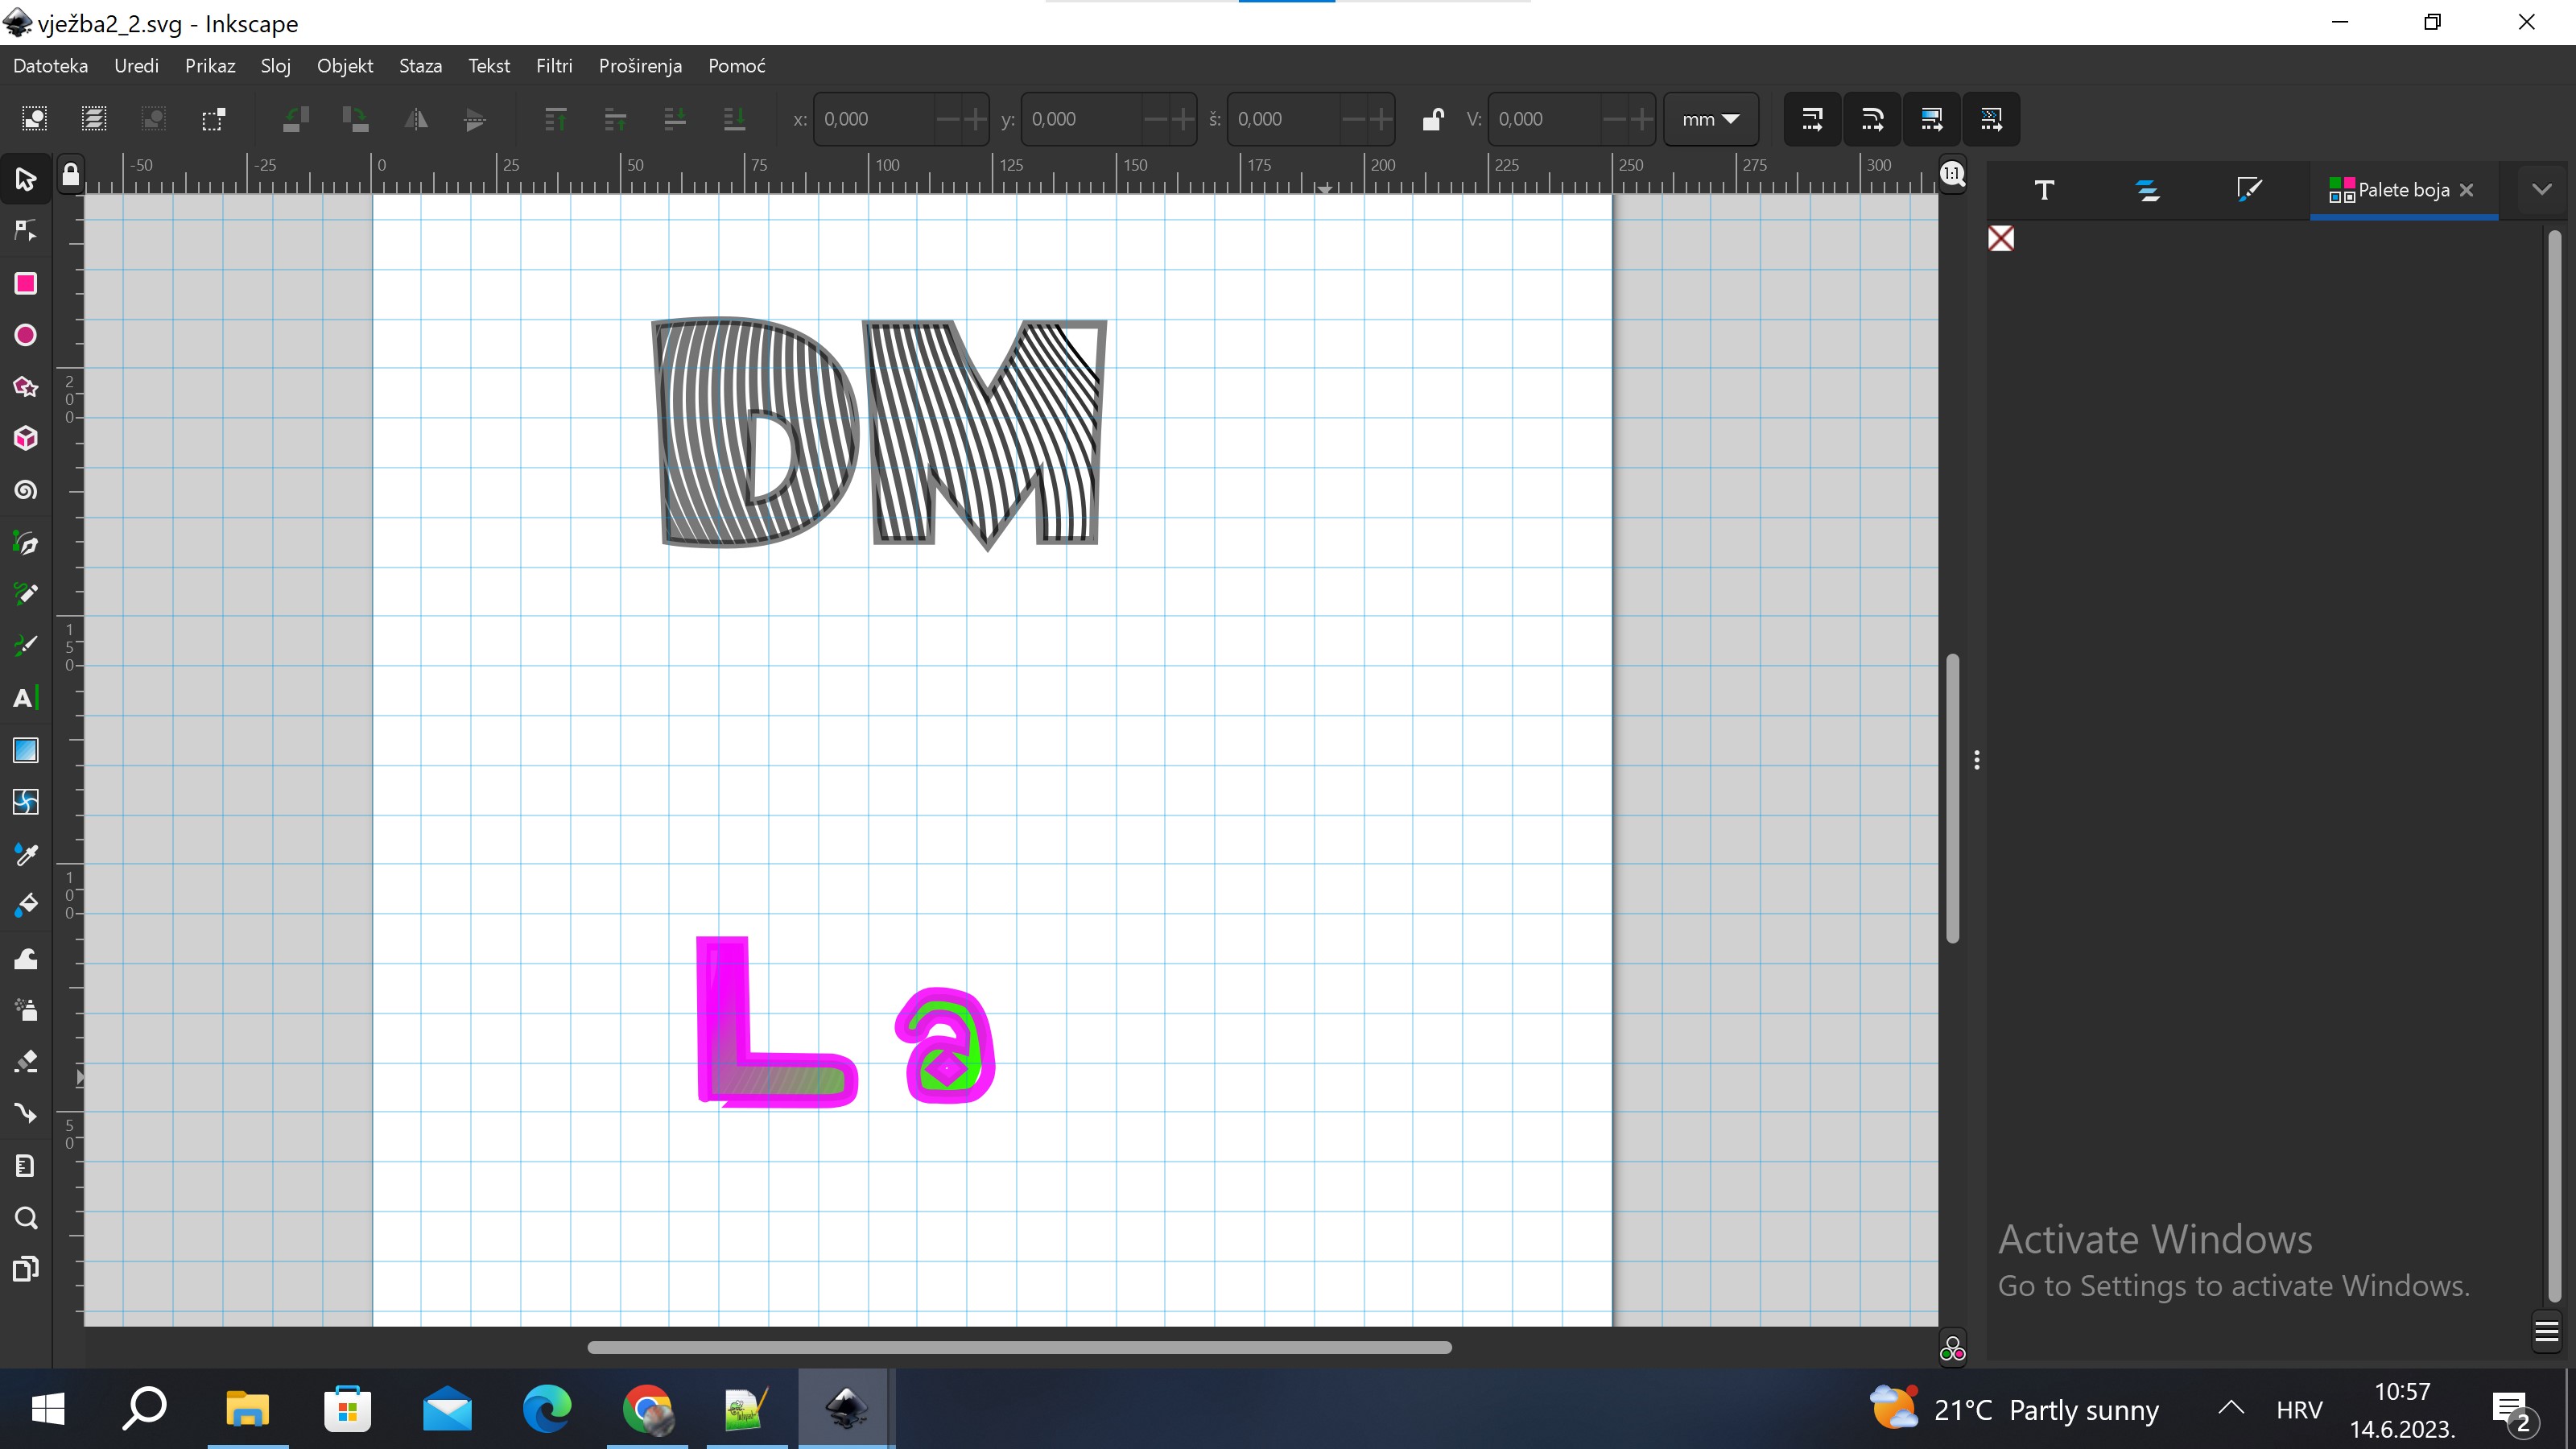 vježba2_2.svg - Inkscape
Datoteka Uredi Prikaz Sloj Objekt Staza Tekst Filtri Proširenja Pomoć
x: 0,000 y: 0,000 š: 0,000 V: 0,000 mm
-50 -25 0 25 50 75 100 125 150 175 200 225 250 275 300
1:1
T Palete boja
200
150
100
50
A
DM
La
Activate Windows
Go to Settings to activate Windows.
21°C Partly sunny HRV 10:57
14.6.2023. 2